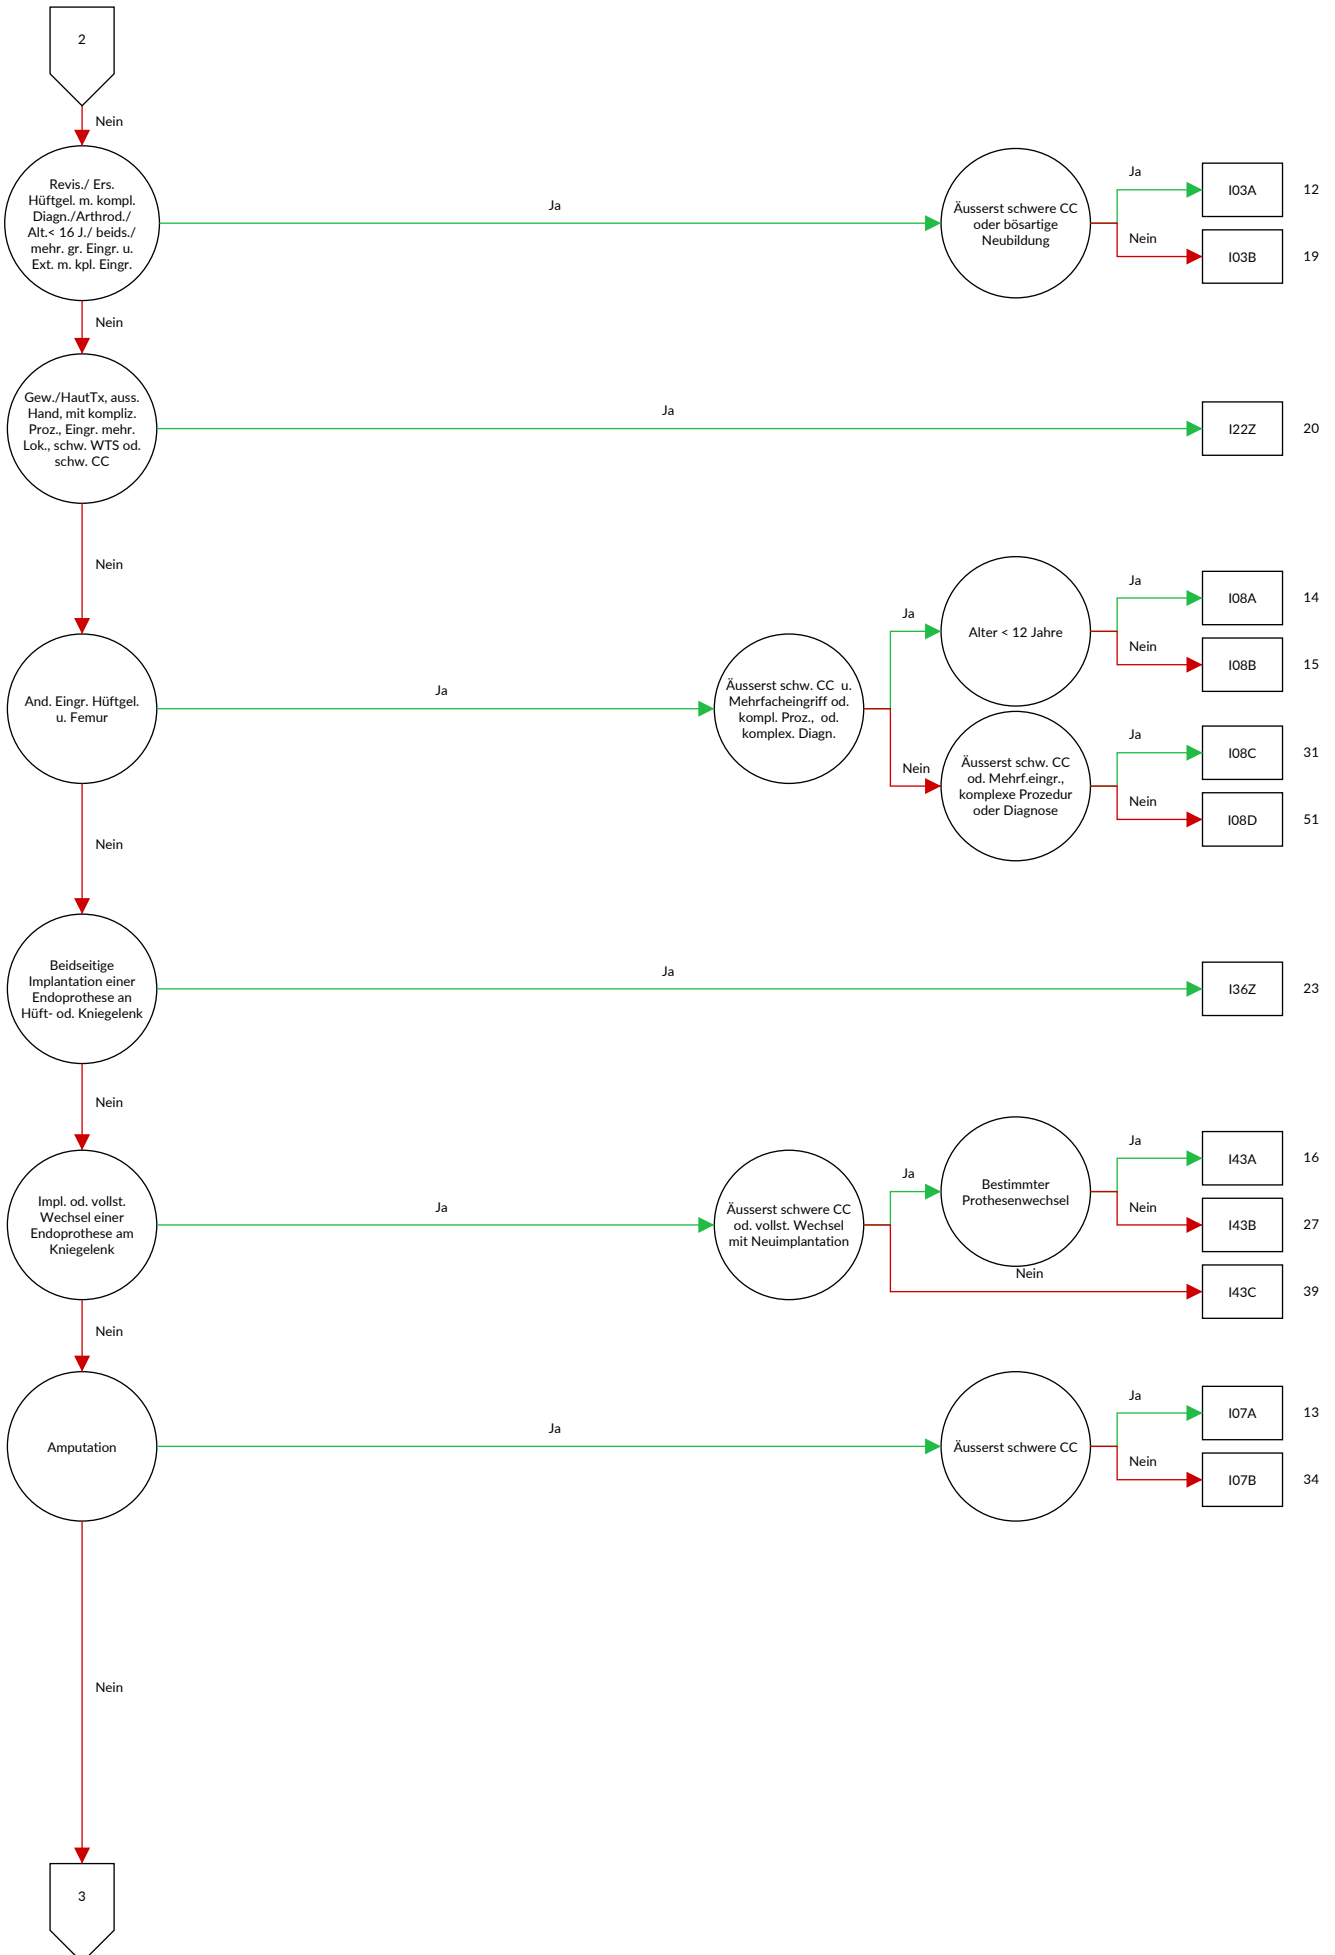 2
Nein
Revis./ Ers.
Hüftgel. m. kompl.
Diagn./Arthrod./
Alt.< 16 J./ beids./
mehr. gr. Eingr. u.
Ext. m. kpl. Eingr.
Ja
Äusserst schwere CC
oder bösartige
Neubildung
Ja
I03A
12
Nein
I03B
19
Nein
Gew./HautTx, auss.
Hand, mit kompliz.
Proz., Eingr. mehr.
Lok., schw. WTS od.
schw. CC
Ja
I22Z
20
Nein
And. Eingr. Hüftgel.
u. Femur
Ja
Äusserst schw. CC u.
Mehrfacheingriff od.
kompl. Proz., od.
komplex. Diagn.
Ja
Alter < 12 Jahre
Ja
I08A
14
Nein
I08B
15
Nein
Äusserst schw. CC
od. Mehrf.eingr.,
komplexe Prozedur
oder Diagnose
Ja
I08C
31
Nein
I08D
51
Nein
Beidseitige
Implantation einer
Endoprothese an
Hüft- od. Kniegelenk
Ja
I36Z
23
Nein
Impl. od. vollst.
Wechsel einer
Endoprothese am
Kniegelenk
Ja
Äusserst schwere CC
od. vollst. Wechsel
mit Neuimplantation
Ja
Bestimmter
Prothesenwechsel
Ja
I43A
16
Nein
I43B
27
Nein
I43C
39
Nein
Amputation
Ja
Äusserst schwere CC
Ja
I07A
13
Nein
I07B
34
Nein
3